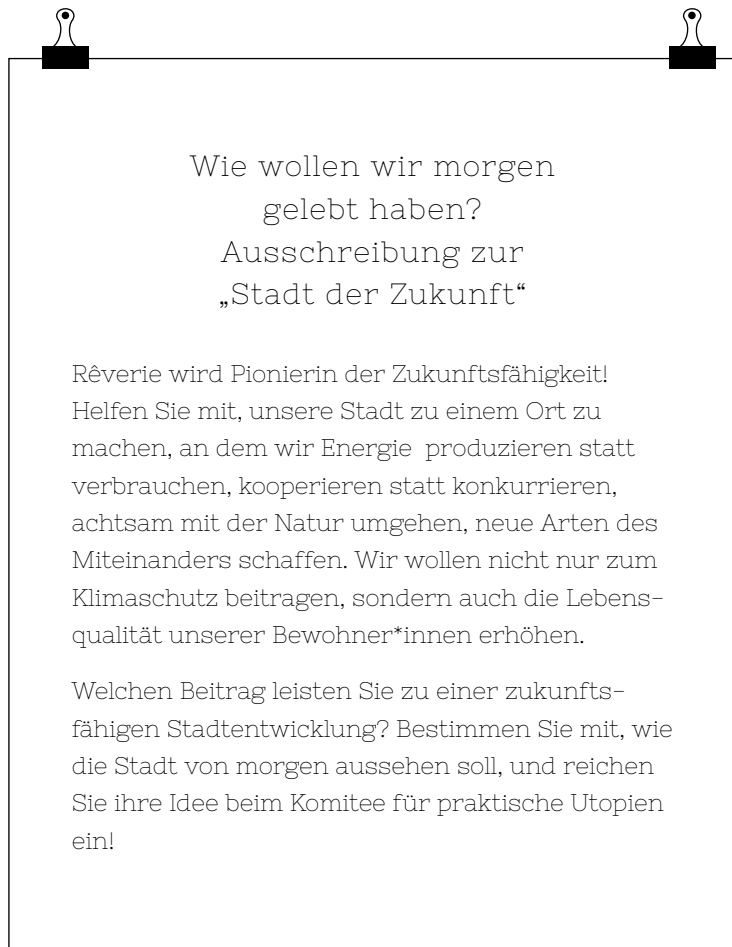 Wie wollen wir morgen
gelebt haben?
Ausschreibung zur
„Stadt der Zukunft“
Rêverie wird Pionierin der Zukunftsfähigkeit!
Helfen Sie mit, unsere Stadt zu einem Ort zu
machen, an dem wir Energie  produzieren statt
verbrauchen, kooperieren statt konkurrieren,
achtsam mit der Natur umgehen, neue Arten des
Miteinanders schaffen. Wir wollen nicht nur zum
Klimaschutz beitragen, sondern auch die Lebens-
qualität unserer Bewohner*innen erhöhen.
Welchen Beitrag leisten Sie zu einer zukunfts-
fähigen Stadtentwicklung? Bestimmen Sie mit, wie
die Stadt von morgen aussehen soll, und reichen
Sie ihre Idee beim Komitee für praktische Utopien
ein!